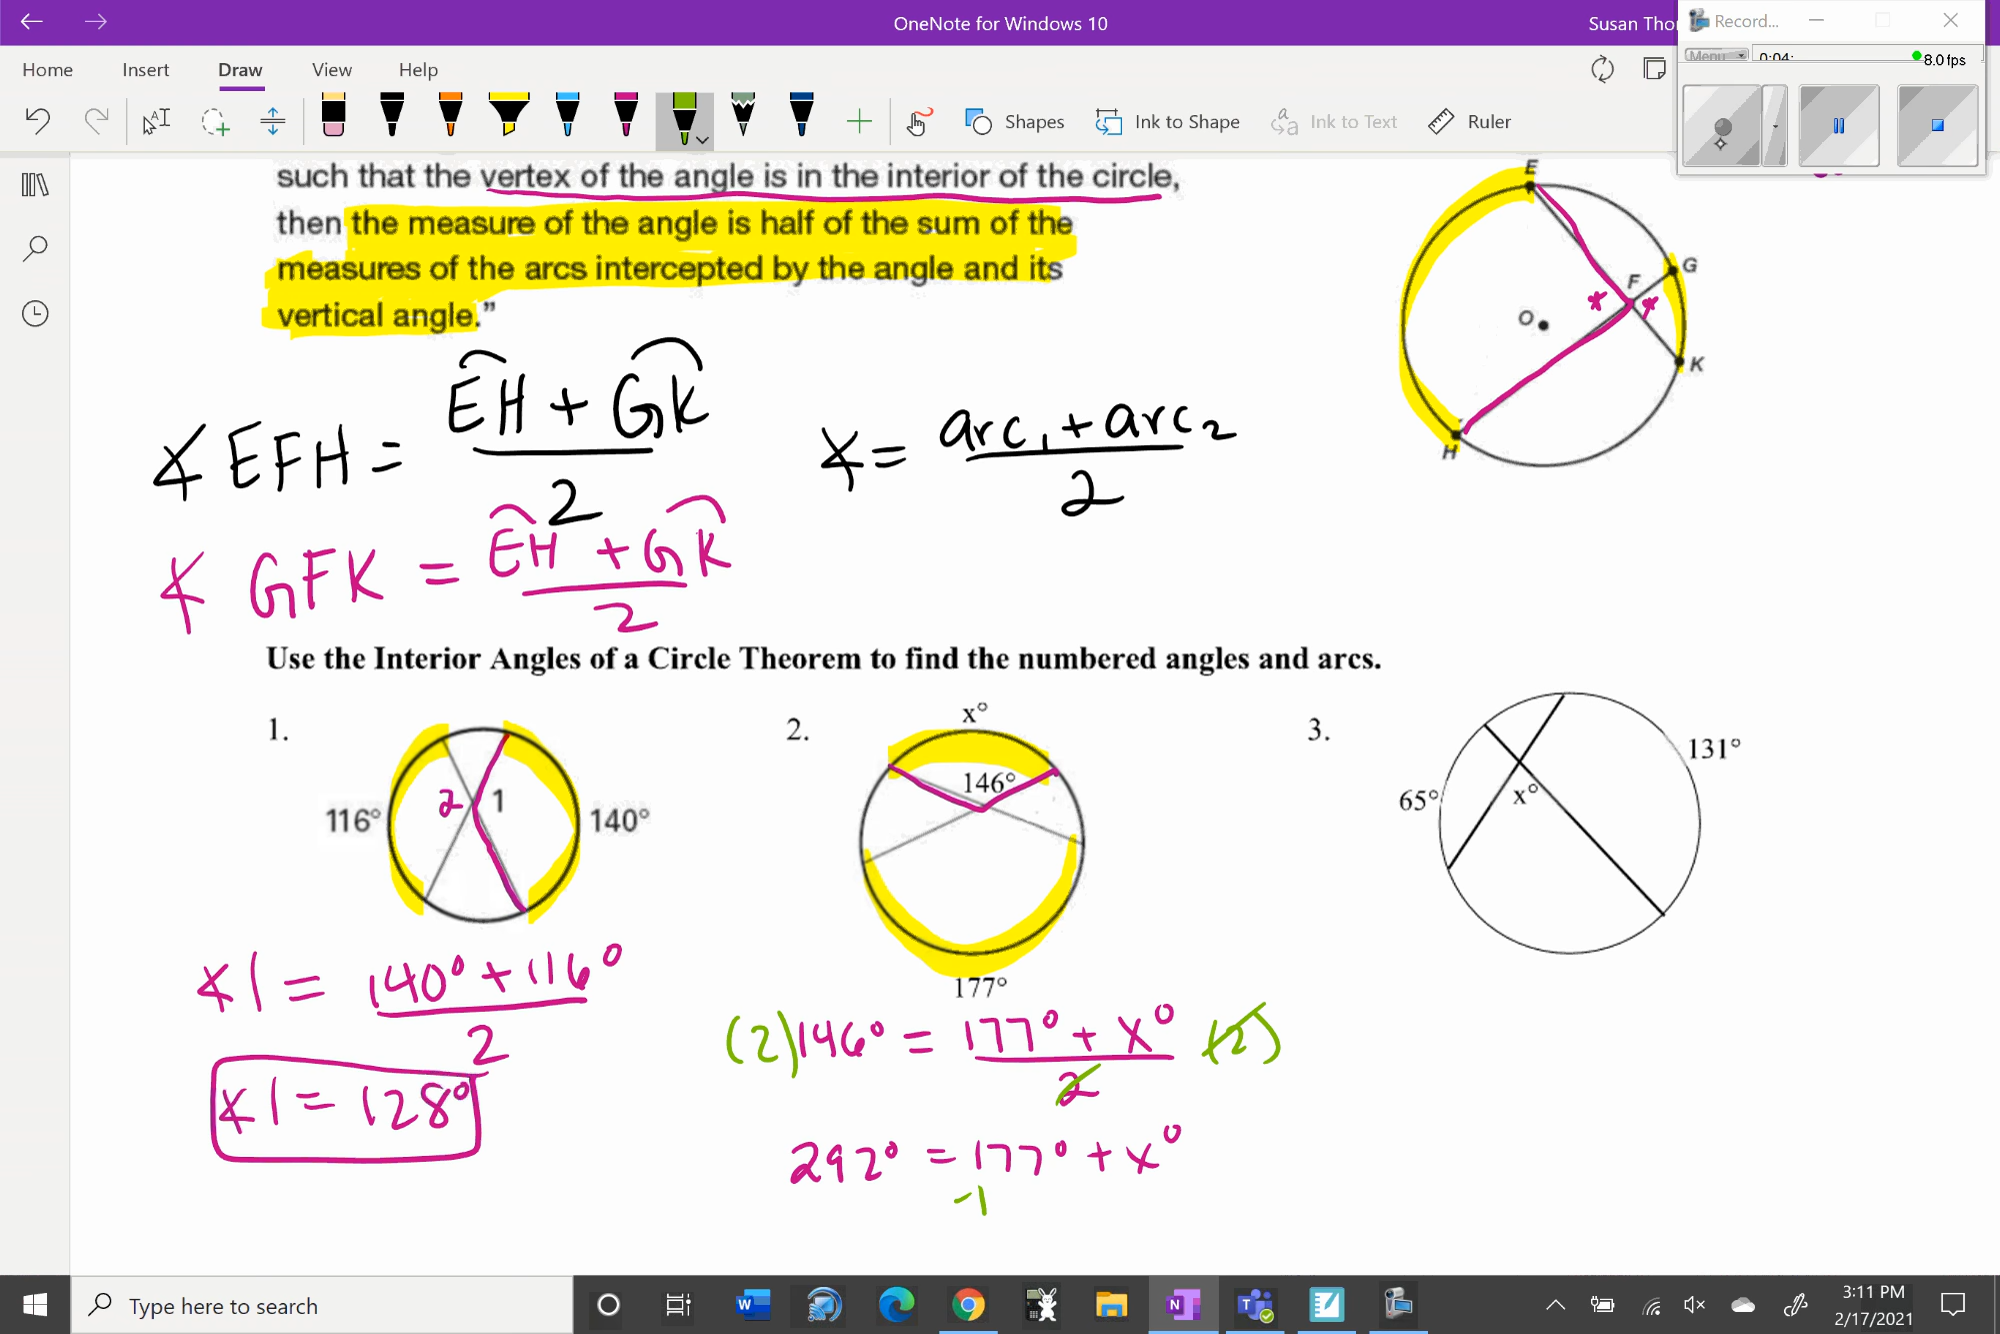 OneNote for Windows 10
Susan Tho
Record...
Menu
0:04:
8.0 fps
Home Insert Draw View Help
Shapes Ink to Shape Ink to Text Ruler
such that the vertex of the angle is in the interior of the circle,
then the measure of the angle is half of the sum of the
measures of the arcs intercepted by the angle and its
vertical angle.”
E
G
F
O
K
H
∡ EFH = (EH + GK)/2
∡ = (arc₁ + arc₂)/2
∡ GFK = (EH + GK)/2
Use the Interior Angles of a Circle Theorem to find the numbered angles and arcs.
1.
116° 2 1 140°
∡1 = (140° + 116°)/2
∡1 = 128°
2.
x°
146°
177°
(2)146° = (177° + x°)/2 (2)
292° = 177° + x°
-1
3.
131°
65°
x°
Type here to search
3:11 PM
2/17/2021